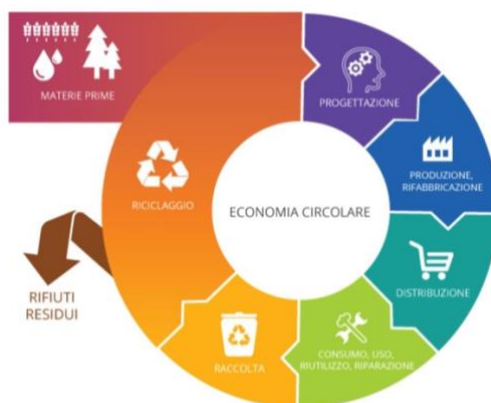 MATERIE PRIME
PROGETTAZIONE
PRODUZIONE,
RIFABBRICAZIONE
RICICLAGGIO
ECONOMIA CIRCOLARE
DISTRIBUZIONE
RIFIUTI
RESIDUI
CONSUMO, USO,
RIUTILIZZO, RIPARAZIONE
RACCOLTA